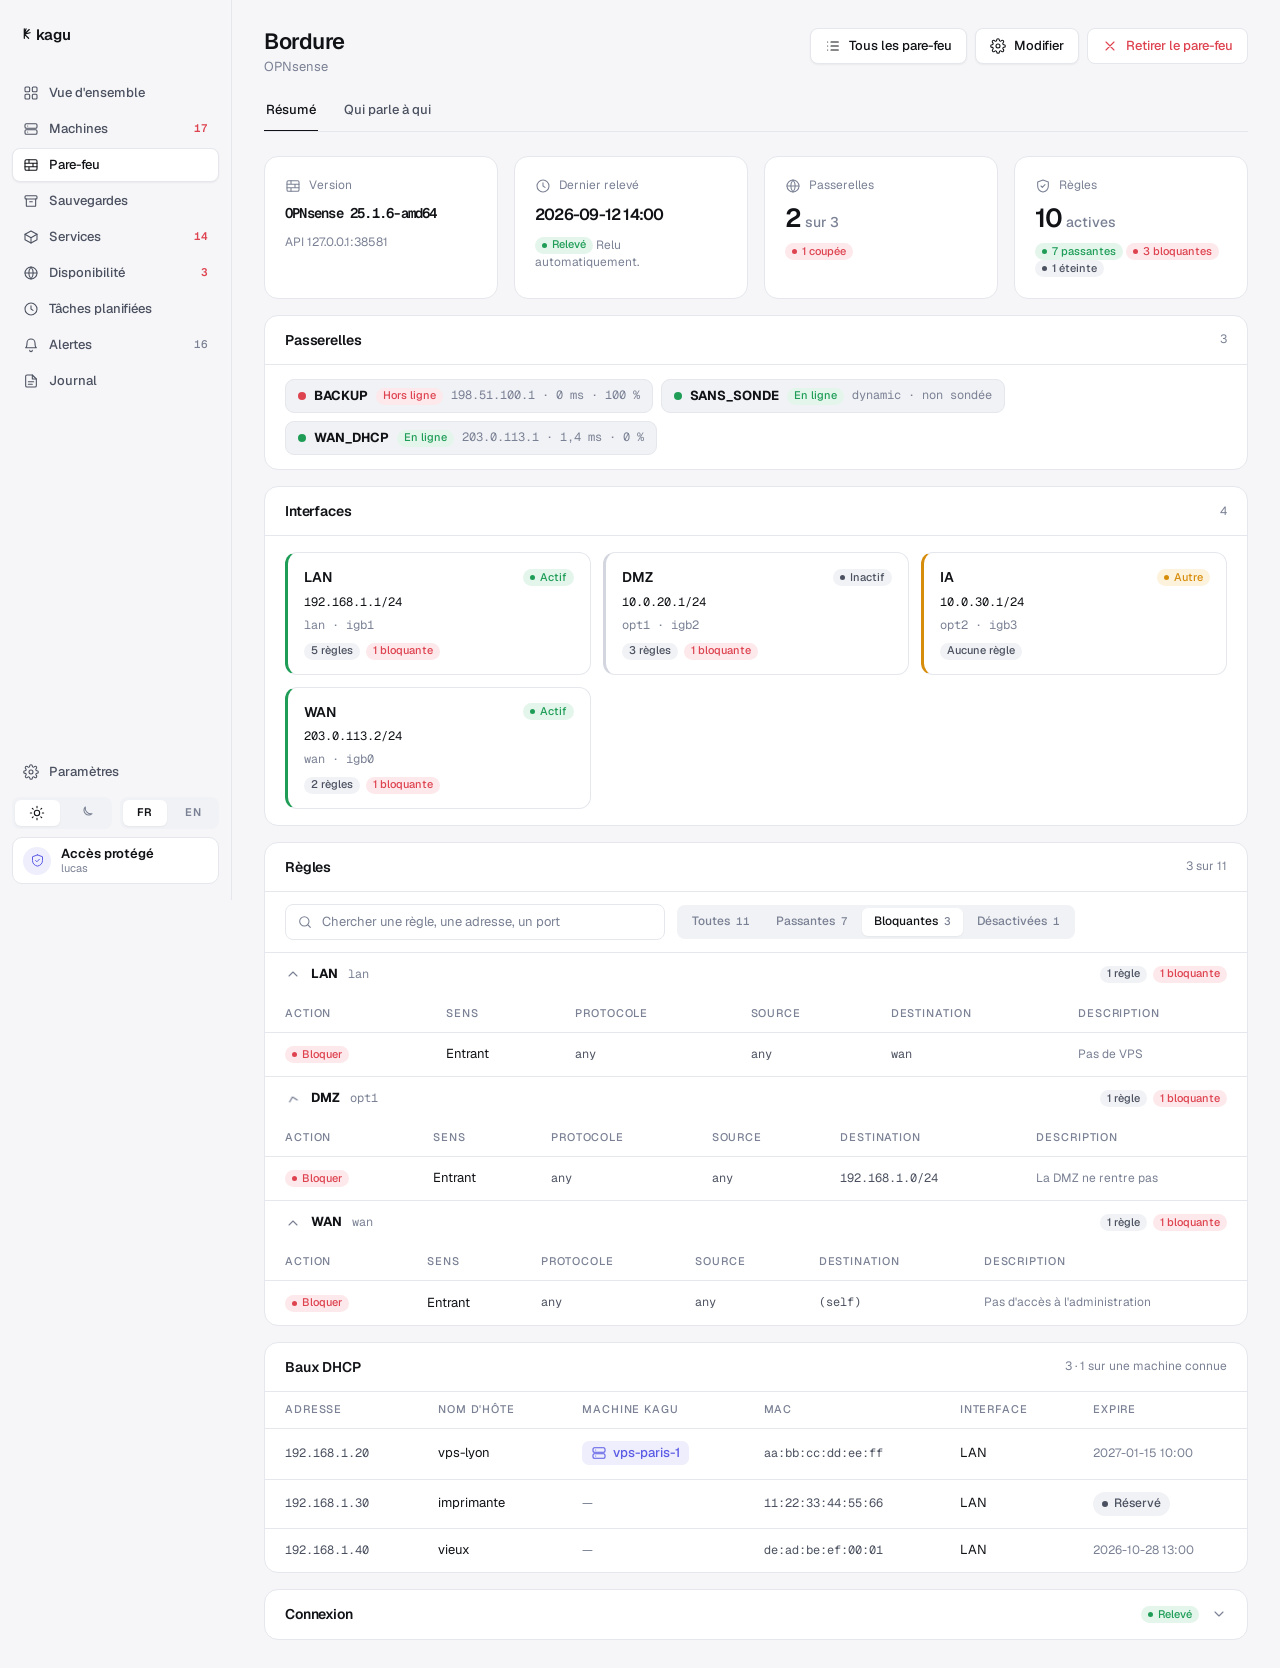 kagu
Vue d'ensemble
Machines 17
Pare-feu
Sauvegardes
Services 14
Disponibilité 3
Tâches planifiées
Alertes 16
Journal
Paramètres
FR EN
Accès protégé
lucas
Bordure
OPNsense
Tous les pare-feu Modifier Retirer le pare-feu
Résumé Qui parle à qui
Version
OPNsense 25.1.6-amd64
API 127.0.0.1:38581
Dernier relevé
2026-09-12 14:00
Relevé Relu
automatiquement.
Passerelles
2 sur 3
1 coupée
Règles
10 actives
7 passantes 3 bloquantes
1 éteinte
Passerelles 3
BACKUP Hors ligne 198.51.100.1 · 0 ms · 100 %
SANS_SONDE En ligne dynamic · non sondée
WAN_DHCP En ligne 203.0.113.1 · 1,4 ms · 0 %
Interfaces 4
LAN Actif
192.168.1.1/24
lan · igb1
5 règles 1 bloquante
DMZ Inactif
10.0.20.1/24
opt1 · igb2
3 règles 1 bloquante
IA Autre
10.0.30.1/24
opt2 · igb3
Aucune règle
WAN Actif
203.0.113.2/24
wan · igb0
2 règles 1 bloquante
Règles 3 sur 11
Chercher une règle, une adresse, un port
Toutes 11 Passantes 7 Bloquantes 3 Désactivées 1
LAN lan 1 règle 1 bloquante
ACTION SENS PROTOCOLE SOURCE DESTINATION DESCRIPTION
Bloquer Entrant any any wan Pas de VPS
DMZ opt1 1 règle 1 bloquante
ACTION SENS PROTOCOLE SOURCE DESTINATION DESCRIPTION
Bloquer Entrant any any 192.168.1.0/24 La DMZ ne rentre pas
WAN wan 1 règle 1 bloquante
ACTION SENS PROTOCOLE SOURCE DESTINATION DESCRIPTION
Bloquer Entrant any any (self) Pas d'accès à l'administration
Baux DHCP 3 · 1 sur une machine connue
ADRESSE NOM D'HÔTE MACHINE KAGU MAC INTERFACE EXPIRE
192.168.1.20 vps-lyon vps-paris-1 aa:bb:cc:dd:ee:ff LAN 2027-01-15 10:00
192.168.1.30 imprimante — 11:22:33:44:55:66 LAN Réservé
192.168.1.40 vieux — de:ad:be:ef:00:01 LAN 2026-10-28 13:00
Connexion Relevé